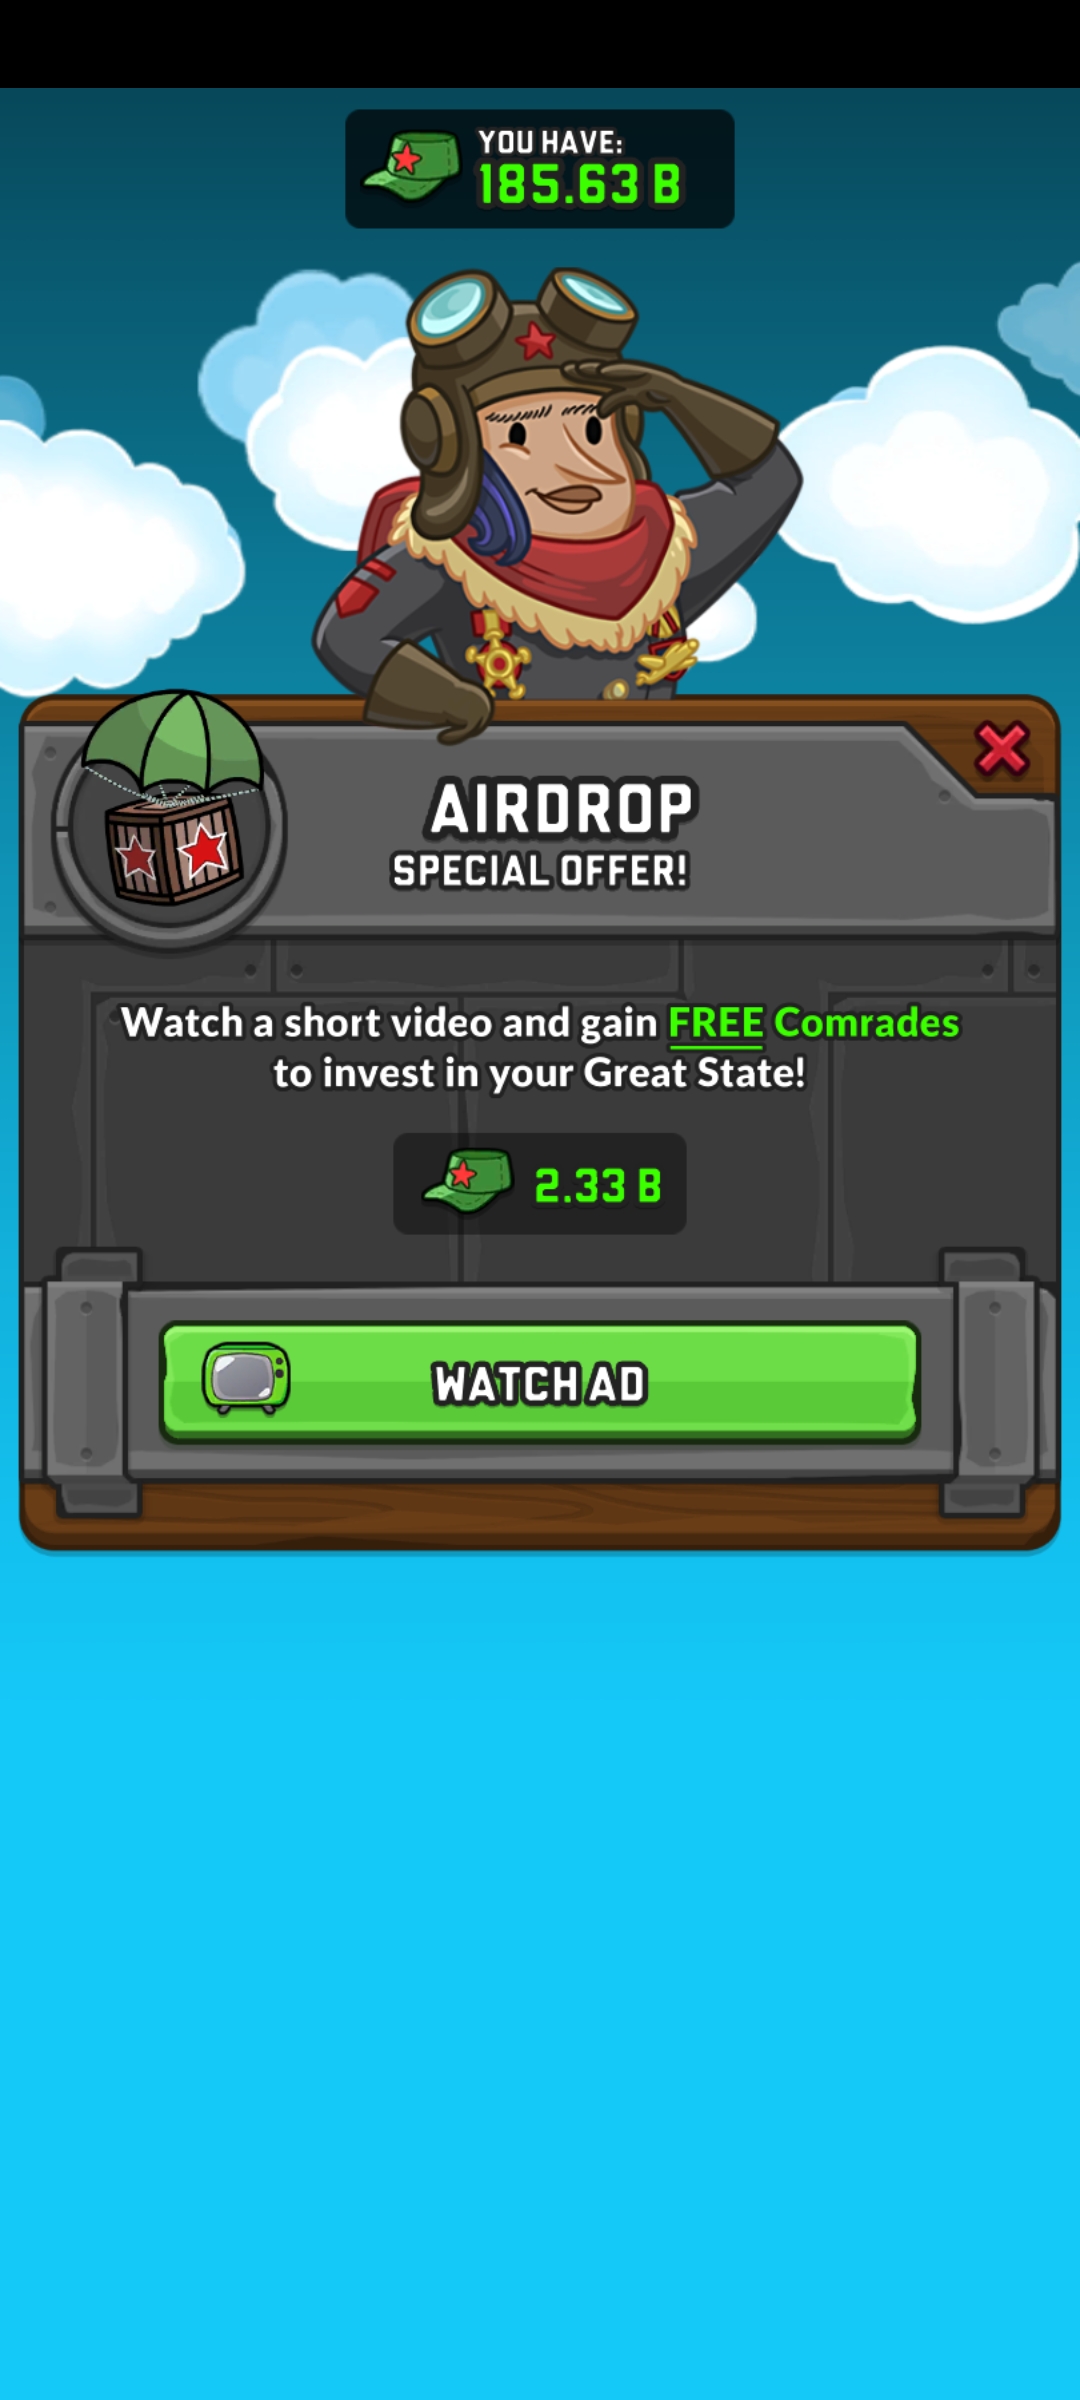 YOU HAVE:
185.63 B
AIRDROP
SPECIAL OFFER!
Watch a short video and gain FREE Comrades
to invest in your Great State!
2.33 B
WATCH AD